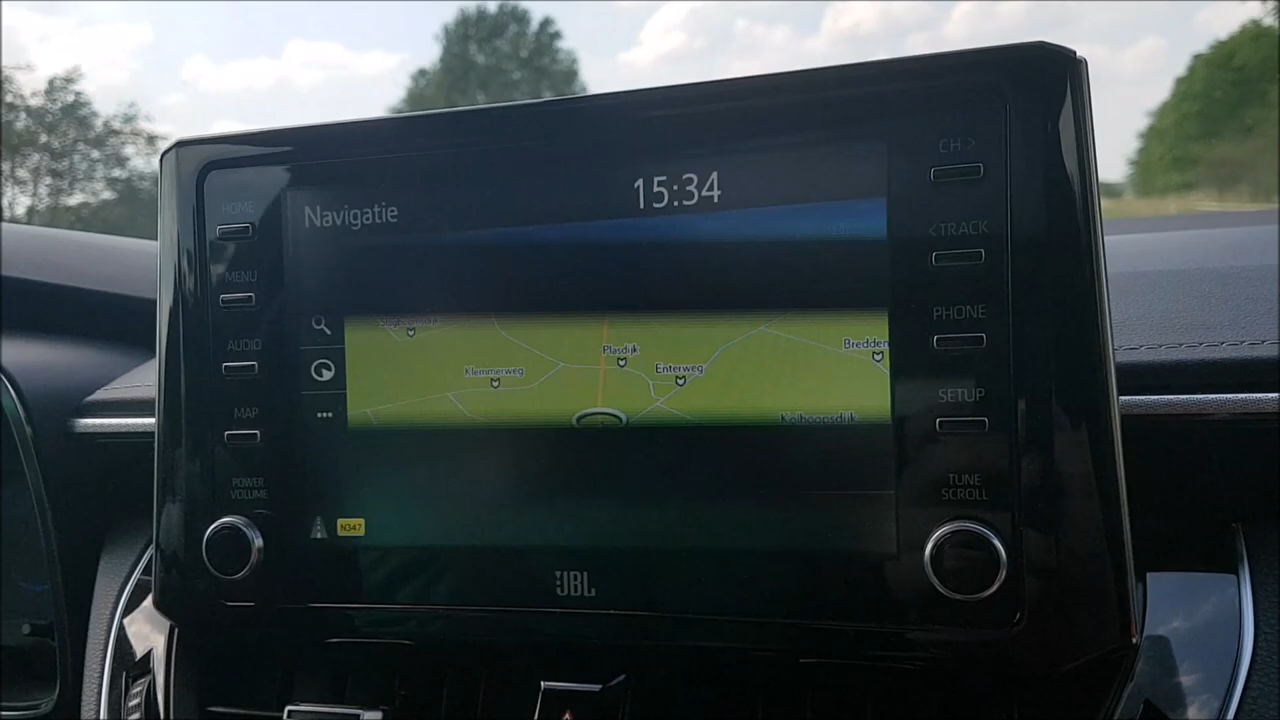 CH >
15:34
HOME
Navigatie
< TRACK
MENU
PHONE
AUDIO
Plasdijk
Bredden
Klemmerweg
Enterweg
SETUP
MAP
Kolhoopsdijk
POWER
VOLUME
TUNE
SCROLL
N347
JBL